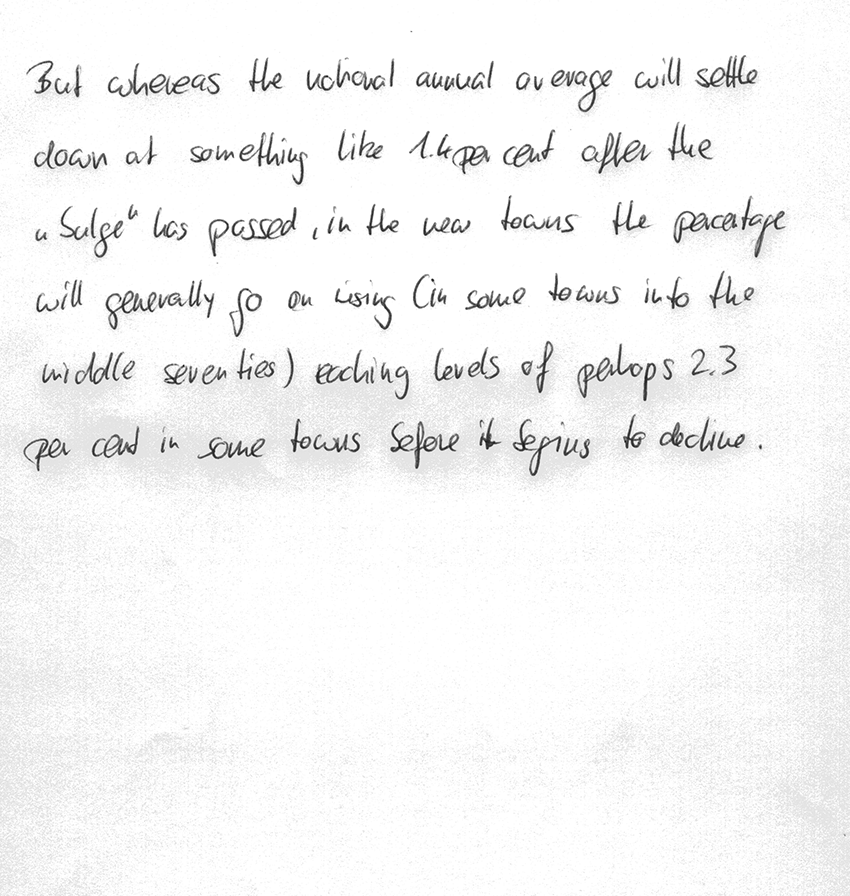 But whereas the national annual average will settle
down at something like 1.4 per cent after the
"Bulge" has passed, in the new towns the percentage
will generally go on rising (in some towns into the
middle seventies) reaching levels of perhaps 2.3
per cent in some towns before it begins to decline.